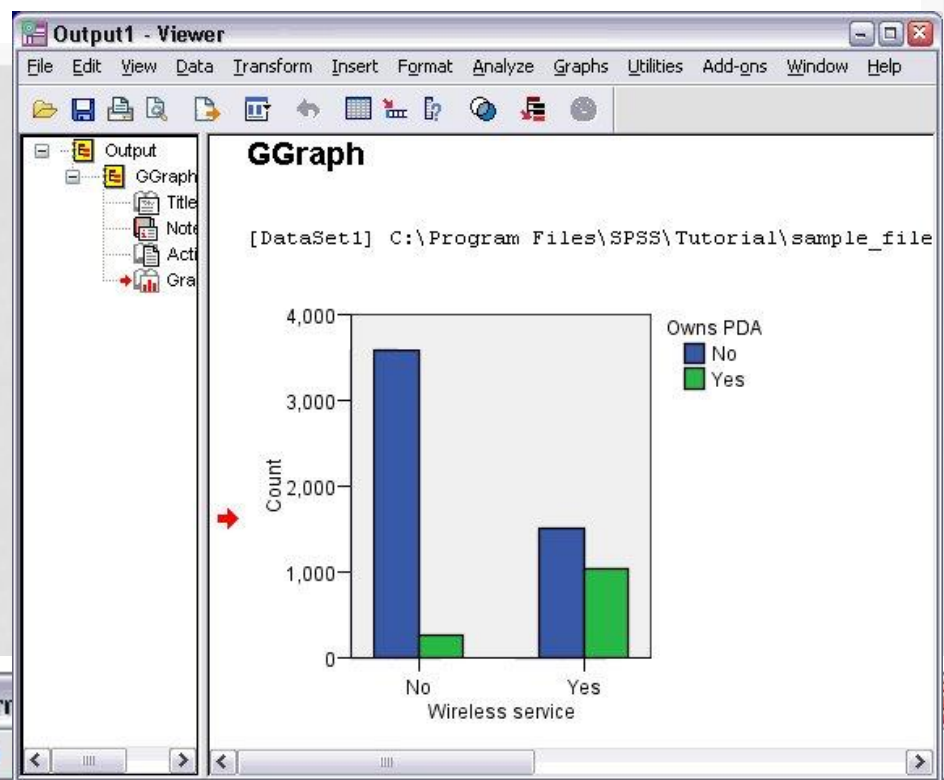 Output1 - Viewer
File Edit View Data Transform Insert Format Analyze Graphs Utilities Add-ons Window Help
Output
GGraph
Title
Note
Acti
Gra
GGraph
[DataSet1] C:\Program Files\SPSS\Tutorial\sample_file
4,000
3,000
2,000
1,000
0
Count
No
Yes
Wireless service
Owns PDA
No
Yes